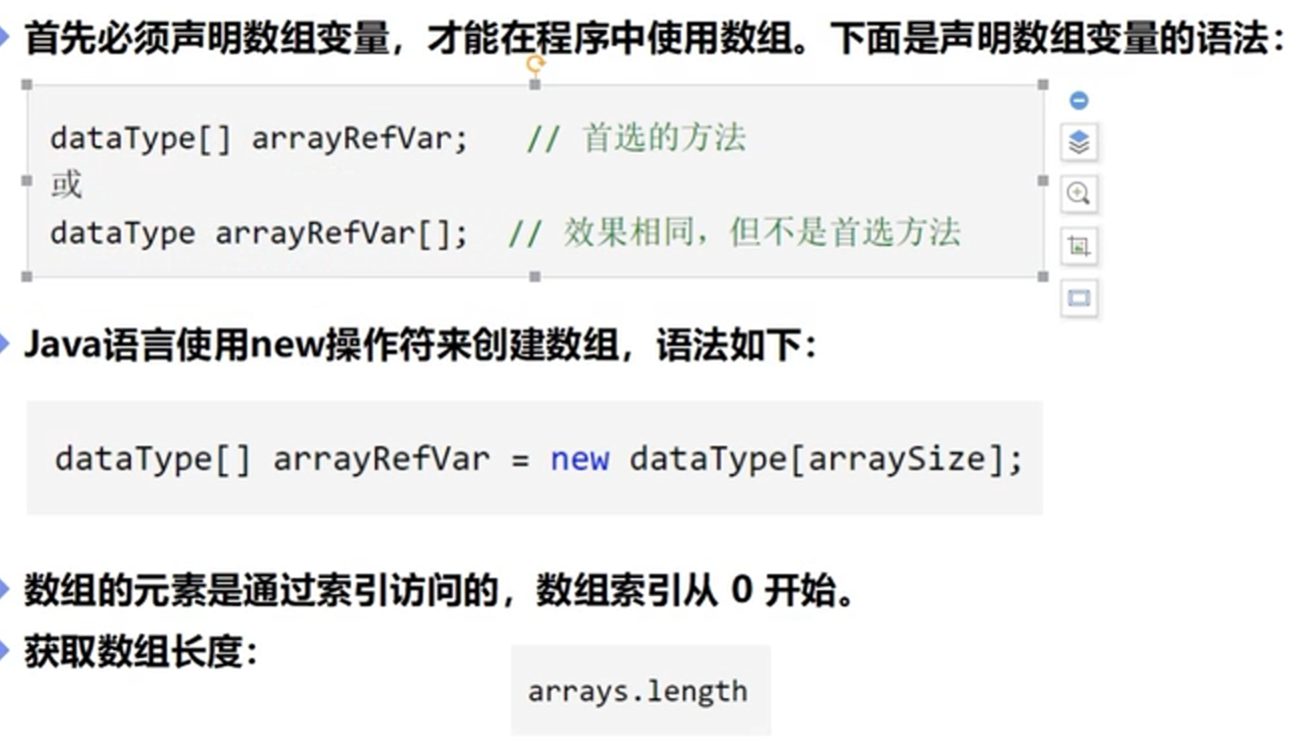 首先必须声明数组变量，才能在程序中使用数组。下面是声明数组变量的语法：
dataType[] arrayRefVar; // 首选的方法
或
dataType arrayRefVar[]; // 效果相同，但不是首选方法
Java语言使用new操作符来创建数组，语法如下：
dataType[] arrayRefVar = new dataType[arraySize];
数组的元素是通过索引访问的，数组索引从 0 开始。
获取数组长度：
arrays.length